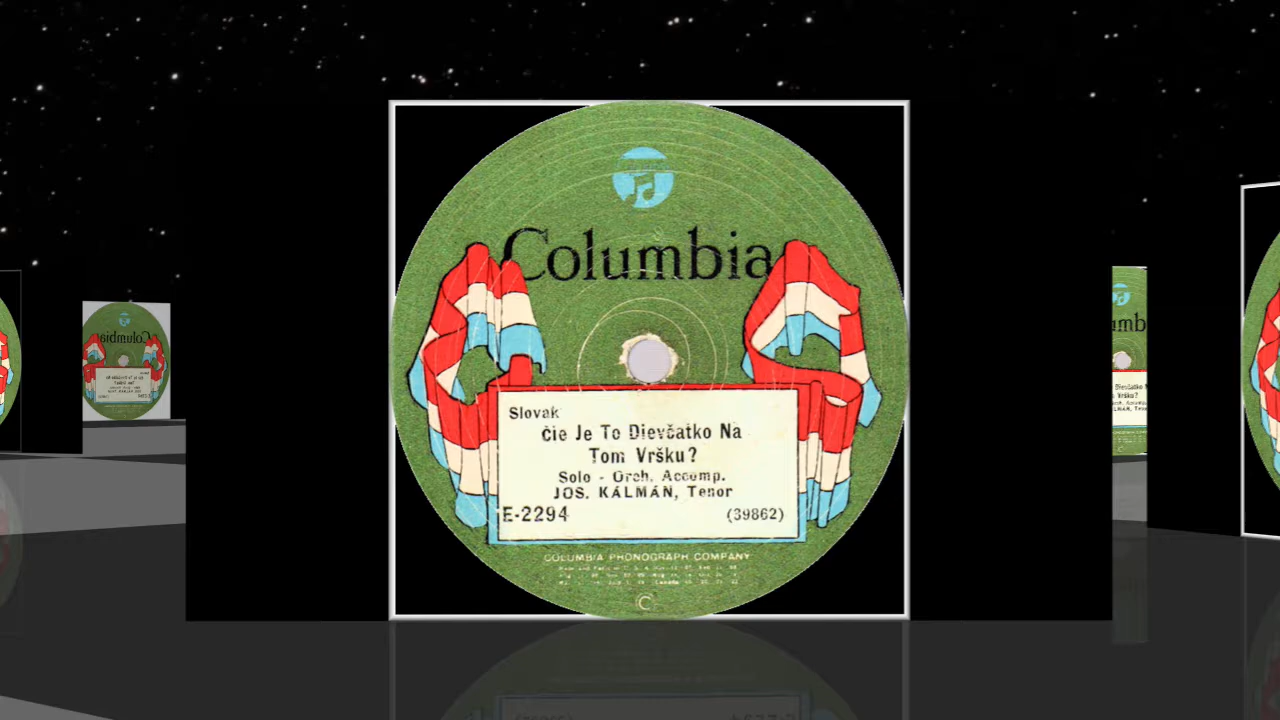 Columbia
Slovak
čie Je To Dievčatko Na
Tom Vršku?
Solo - Orch. Accomp.
JOS. KÁLMÁN, Tenor
E-2294 (39862)
COLUMBIA PHONOGRAPH COMPANY
C